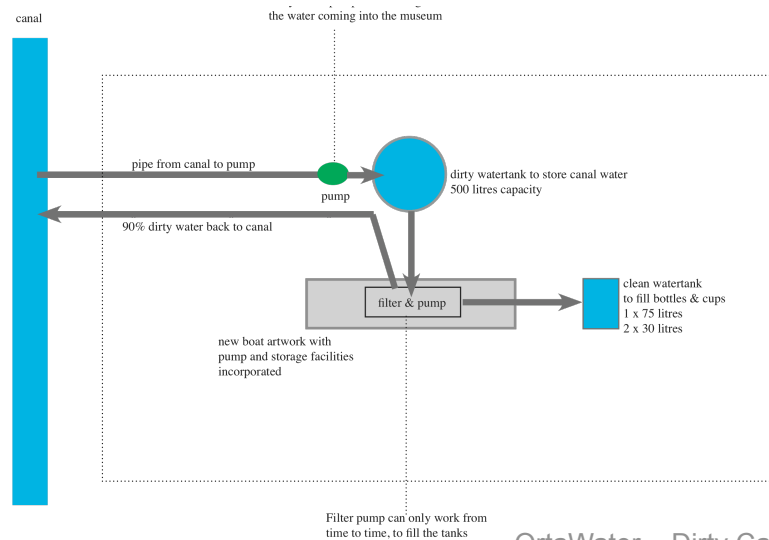 canal
the water coming into the museum
pipe from canal to pump
pump
dirty watertank to store canal water
500 litres capacity
90% dirty water back to canal
filter & pump
clean watertank
to fill bottles & cups
1 x 75 litres
2 x 30 litres
new boat artwork with
pump and storage facilities
incorporated
Filter pump can only work from
time to time, to fill the tanks